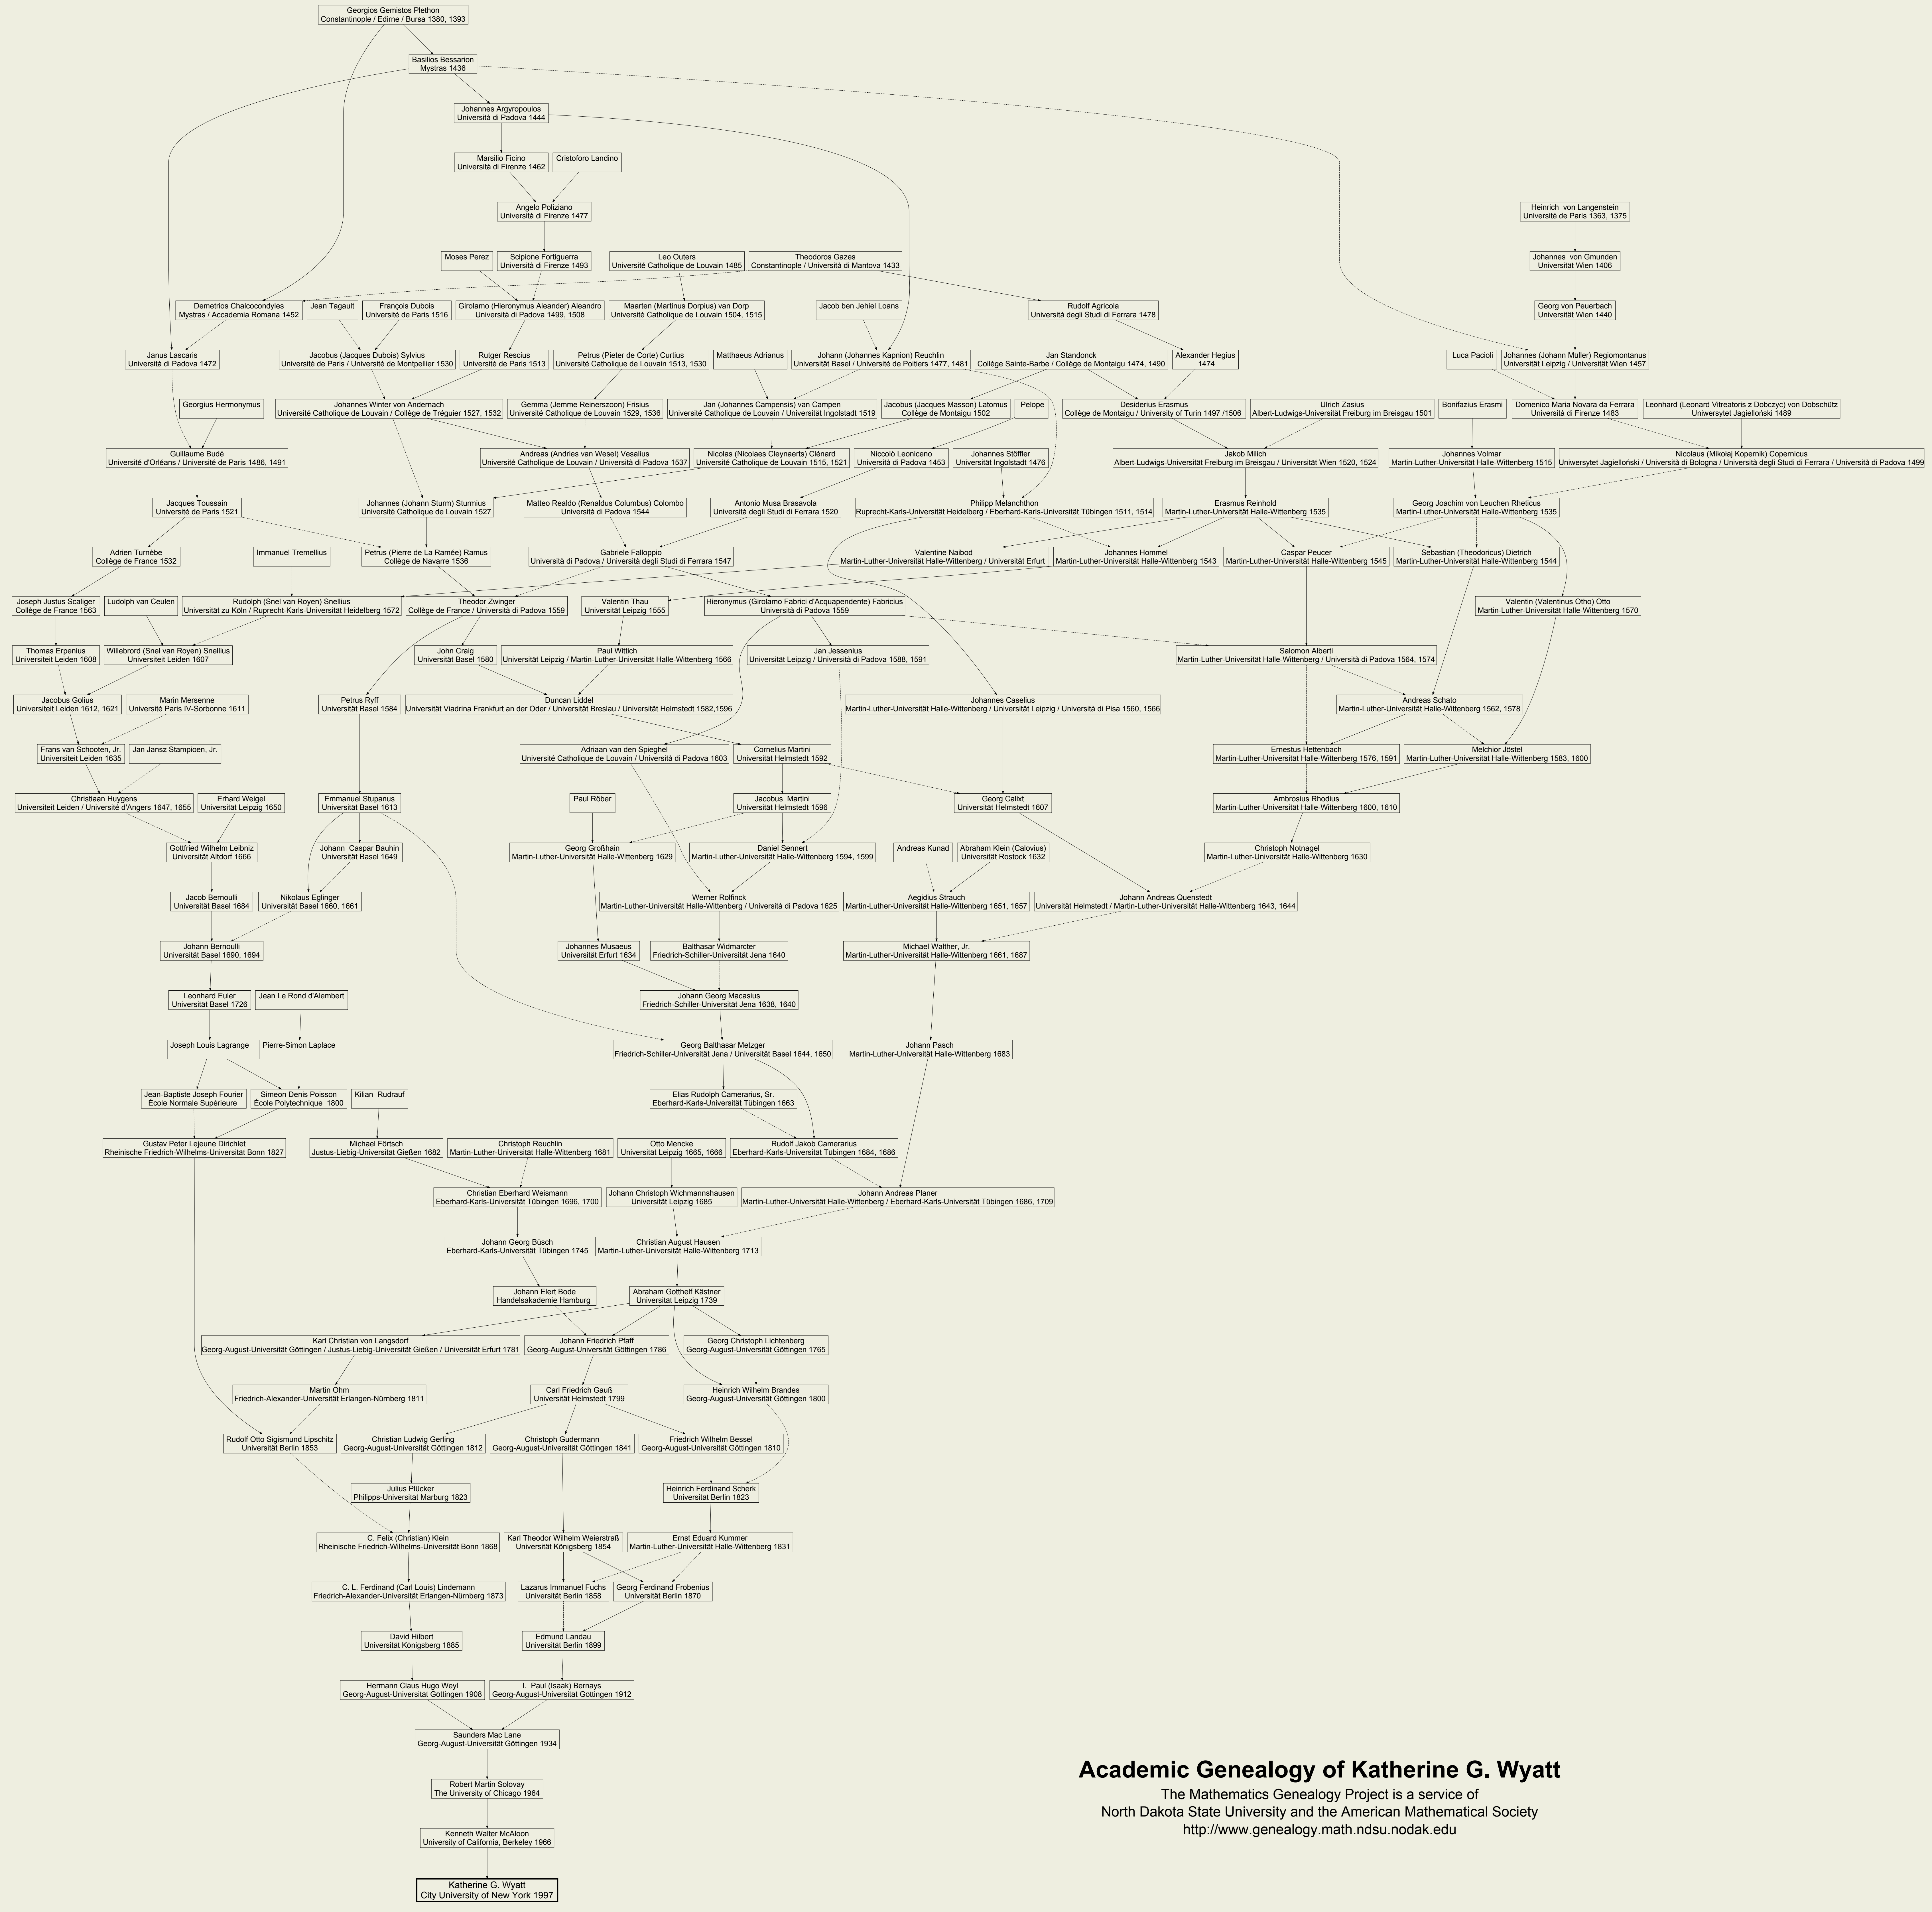 Georgios Gemistos Plethon
Constantinople / Edirne / Bursa 1380, 1393
Basilios Bessarion
Mystras 1436
Johannes Argyropoulos
Università di Padova 1444
Marsilio Ficino
Università di Firenze 1462
Cristoforo Landino
Angelo Poliziano
Università di Firenze 1477
Heinrich von Langenstein
Université de Paris 1363, 1375
Moses Perez
Scipione Fortiguerra
Università di Firenze 1493
Leo Outers
Université Catholique de Louvain 1485
Theodoros Gazes
Constantinople / Università di Mantova 1433
Johannes von Gmunden
Universität Wien 1406
Demetrios Chalcocondyles
Mystras / Accademia Romana 1452
Jean Tagault
François Dubois
Université de Paris 1516
Girolamo (Hieronymus Aleander) Aleandro
Università di Padova 1499, 1508
Maarten (Martinus Dorpius) van Dorp
Université Catholique de Louvain 1504, 1515
Jacob ben Jehiel Loans
Rudolf Agricola
Università degli Studi di Ferrara 1478
Georg von Peuerbach
Universität Wien 1440
Janus Lascaris
Università di Padova 1472
Jacobus (Jacques Dubois) Sylvius
Université de Paris / Université de Montpellier 1530
Rutger Rescius
Université de Paris 1513
Petrus (Pieter de Corte) Curtius
Université Catholique de Louvain 1513, 1530
Matthaeus Adrianus
Johann (Johannes Kapnion) Reuchlin
Universität Basel / Université de Poitiers 1477, 1481
Jan Standonck
Collège Sainte-Barbe / Collège de Montaigu 1474, 1490
Alexander Hegius
1474
Luca Pacioli
Johannes (Johann Müller) Regiomontanus
Universität Leipzig / Universität Wien 1457
Georgius Hermonymus
Johannes Winter von Andernach
Université Catholique de Louvain / Collège de Tréguier 1527, 1532
Gemma (Jemme Reinerszoon) Frisius
Université Catholique de Louvain 1529, 1536
Jan (Johannes Campensis) van Campen
Université Catholique de Louvain / Universität Ingolstadt 1519
Jacobus (Jacques Masson) Latomus
Collège de Montaigu 1502
Pelope
Desiderius Erasmus
Collège de Montaigu / University of Turin 1497 /1506
Ulrich Zasius
Albert-Ludwigs-Universität Freiburg im Breisgau 1501
Bonifazius Erasmi
Domenico Maria Novara da Ferrara
Università di Firenze 1483
Leonhard (Leonard Vitreatoris z Dobczyc) von Dobschütz
Uniwersytet Jagielloński 1489
Guillaume Budé
Université d'Orléans / Université de Paris 1486, 1491
Andreas (Andries van Wesel) Vesalius
Université Catholique de Louvain / Università di Padova 1537
Nicolas (Nicolaes Cleynaerts) Clénard
Université Catholique de Louvain 1515, 1521
Niccolò Leoniceno
Università di Padova 1453
Johannes Stöffler
Universität Ingolstadt 1476
Jakob Milich
Albert-Ludwigs-Universität Freiburg im Breisgau / Universität Wien 1520, 1524
Johannes Volmar
Martin-Luther-Universität Halle-Wittenberg 1515
Nicolaus (Mikołaj Kopernik) Copernicus
Uniwersytet Jagielloński / Università di Bologna / Università degli Studi di Ferrara / Università di Padova 1499
Jacques Toussain
Université de Paris 1521
Johannes (Johann Sturm) Sturmius
Université Catholique de Louvain 1527
Matteo Realdo (Renaldus Columbus) Colombo
Università di Padova 1544
Antonio Musa Brasavola
Università degli Studi di Ferrara 1520
Philipp Melanchthon
Ruprecht-Karls-Universität Heidelberg / Eberhard-Karls-Universität Tübingen 1511, 1514
Erasmus Reinhold
Martin-Luther-Universität Halle-Wittenberg 1535
Georg Joachim von Leuchen Rheticus
Martin-Luther-Universität Halle-Wittenberg 1535
Adrien Turnèbe
Collège de France 1532
Immanuel Tremellius
Petrus (Pierre de La Ramée) Ramus
Collège de Navarre 1536
Gabriele Falloppio
Università di Padova / Università degli Studi di Ferrara 1547
Valentine Naibod
Martin-Luther-Universität Halle-Wittenberg / Universität Erfurt
Johannes Hommel
Martin-Luther-Universität Halle-Wittenberg 1543
Caspar Peucer
Martin-Luther-Universität Halle-Wittenberg 1545
Sebastian (Theodoricus) Dietrich
Martin-Luther-Universität Halle-Wittenberg 1544
Joseph Justus Scaliger
Collège de France 1563
Ludolph van Ceulen
Rudolph (Snel van Royen) Snellius
Universität zu Köln / Ruprecht-Karls-Universität Heidelberg 1572
Theodor Zwinger
Collège de France / Università di Padova 1559
Valentin Thau
Universität Leipzig 1555
Hieronymus (Girolamo Fabrici d'Acquapendente) Fabricius
Università di Padova 1559
Valentin (Valentinus Otho) Otto
Martin-Luther-Universität Halle-Wittenberg 1570
Thomas Erpenius
Universiteit Leiden 1608
Willebrord (Snel van Royen) Snellius
Universiteit Leiden 1607
John Craig
Universität Basel 1580
Paul Wittich
Universität Leipzig / Martin-Luther-Universität Halle-Wittenberg 1566
Jan Jessenius
Universität Leipzig / Università di Padova 1588, 1591
Salomon Alberti
Martin-Luther-Universität Halle-Wittenberg / Università di Padova 1564, 1574
Jacobus Golius
Universiteit Leiden 1612, 1621
Marin Mersenne
Université Paris IV-Sorbonne 1611
Petrus Ryff
Universität Basel 1584
Duncan Liddel
Universität Viadrina Frankfurt an der Oder / Universität Breslau / Universität Helmstedt 1582,1596
Johannes Caselius
Martin-Luther-Universität Halle-Wittenberg / Universität Leipzig / Università di Pisa 1560, 1566
Andreas Schato
Martin-Luther-Universität Halle-Wittenberg 1562, 1578
Frans van Schooten, Jr.
Universiteit Leiden 1635
Jan Jansz Stampioen, Jr.
Adriaan van den Spieghel
Université Catholique de Louvain / Università di Padova 1603
Cornelius Martini
Universität Helmstedt 1592
Ernestus Hettenbach
Martin-Luther-Universität Halle-Wittenberg 1576, 1591
Melchior Jöstel
Martin-Luther-Universität Halle-Wittenberg 1583, 1600
Christiaan Huygens
Universiteit Leiden / Université d'Angers 1647, 1655
Erhard Weigel
Universität Leipzig 1650
Emmanuel Stupanus
Universität Basel 1613
Paul Röber
Jacobus Martini
Universität Helmstedt 1596
Georg Calixt
Universität Helmstedt 1607
Ambrosius Rhodius
Martin-Luther-Universität Halle-Wittenberg 1600, 1610
Gottfried Wilhelm Leibniz
Universität Altdorf 1666
Johann Caspar Bauhin
Universität Basel 1649
Georg Großhain
Martin-Luther-Universität Halle-Wittenberg 1629
Daniel Sennert
Martin-Luther-Universität Halle-Wittenberg 1594, 1599
Andreas Kunad
Abraham Klein (Calovius)
Universität Rostock 1632
Christoph Notnagel
Martin-Luther-Universität Halle-Wittenberg 1630
Jacob Bernoulli
Universität Basel 1684
Nikolaus Eglinger
Universität Basel 1660, 1661
Werner Rolfinck
Martin-Luther-Universität Halle-Wittenberg / Università di Padova 1625
Aegidius Strauch
Martin-Luther-Universität Halle-Wittenberg 1651, 1657
Johann Andreas Quenstedt
Universität Helmstedt / Martin-Luther-Universität Halle-Wittenberg 1643, 1644
Johann Bernoulli
Universität Basel 1690, 1694
Johannes Musaeus
Universität Erfurt 1634
Balthasar Widmarcter
Friedrich-Schiller-Universität Jena 1640
Michael Walther, Jr.
Martin-Luther-Universität Halle-Wittenberg 1661, 1687
Leonhard Euler
Universität Basel 1726
Jean Le Rond d'Alembert
Johann Georg Macasius
Friedrich-Schiller-Universität Jena 1638, 1640
Joseph Louis Lagrange
Pierre-Simon Laplace
Georg Balthasar Metzger
Friedrich-Schiller-Universität Jena / Universität Basel 1644, 1650
Johann Pasch
Martin-Luther-Universität Halle-Wittenberg 1683
Jean-Baptiste Joseph Fourier
École Normale Supérieure
Simeon Denis Poisson
École Polytechnique 1800
Kilian Rudrauf
Elias Rudolph Camerarius, Sr.
Eberhard-Karls-Universität Tübingen 1663
Gustav Peter Lejeune Dirichlet
Rheinische Friedrich-Wilhelms-Universität Bonn 1827
Michael Förtsch
Justus-Liebig-Universität Gießen 1682
Christoph Reuchlin
Martin-Luther-Universität Halle-Wittenberg 1681
Otto Mencke
Universität Leipzig 1665, 1666
Rudolf Jakob Camerarius
Eberhard-Karls-Universität Tübingen 1684, 1686
Christian Eberhard Weismann
Eberhard-Karls-Universität Tübingen 1696, 1700
Johann Christoph Wichmannshausen
Universität Leipzig 1685
Johann Andreas Planer
Martin-Luther-Universität Halle-Wittenberg / Eberhard-Karls-Universität Tübingen 1686, 1709
Johann Georg Büsch
Eberhard-Karls-Universität Tübingen 1745
Christian August Hausen
Martin-Luther-Universität Halle-Wittenberg 1713
Johann Elert Bode
Handelsakademie Hamburg
Abraham Gotthelf Kästner
Universität Leipzig 1739
Karl Christian von Langsdorf
Georg-August-Universität Göttingen / Justus-Liebig-Universität Gießen / Universität Erfurt 1781
Johann Friedrich Pfaff
Georg-August-Universität Göttingen 1786
Georg Christoph Lichtenberg
Georg-August-Universität Göttingen 1765
Martin Ohm
Friedrich-Alexander-Universität Erlangen-Nürnberg 1811
Carl Friedrich Gauß
Universität Helmstedt 1799
Heinrich Wilhelm Brandes
Georg-August-Universität Göttingen 1800
Rudolf Otto Sigismund Lipschitz
Universität Berlin 1853
Christian Ludwig Gerling
Georg-August-Universität Göttingen 1812
Christoph Gudermann
Georg-August-Universität Göttingen 1841
Friedrich Wilhelm Bessel
Georg-August-Universität Göttingen 1810
Julius Plücker
Philipps-Universität Marburg 1823
Heinrich Ferdinand Scherk
Universität Berlin 1823
C. Felix (Christian) Klein
Rheinische Friedrich-Wilhelms-Universität Bonn 1868
Karl Theodor Wilhelm Weierstraß
Universität Königsberg 1854
Ernst Eduard Kummer
Martin-Luther-Universität Halle-Wittenberg 1831
C. L. Ferdinand (Carl Louis) Lindemann
Friedrich-Alexander-Universität Erlangen-Nürnberg 1873
Lazarus Immanuel Fuchs
Universität Berlin 1858
Georg Ferdinand Frobenius
Universität Berlin 1870
David Hilbert
Universität Königsberg 1885
Edmund Landau
Universität Berlin 1899
Hermann Claus Hugo Weyl
Georg-August-Universität Göttingen 1908
I. Paul (Isaak) Bernays
Georg-August-Universität Göttingen 1912
Saunders Mac Lane
Georg-August-Universität Göttingen 1934
Robert Martin Solovay
The University of Chicago 1964
Kenneth Walter McAloon
University of California, Berkeley 1966
Katherine G. Wyatt
City University of New York 1997
Academic Genealogy of Katherine G. Wyatt
The Mathematics Genealogy Project is a service of
North Dakota State University and the American Mathematical Society
http://www.genealogy.math.ndsu.nodak.edu